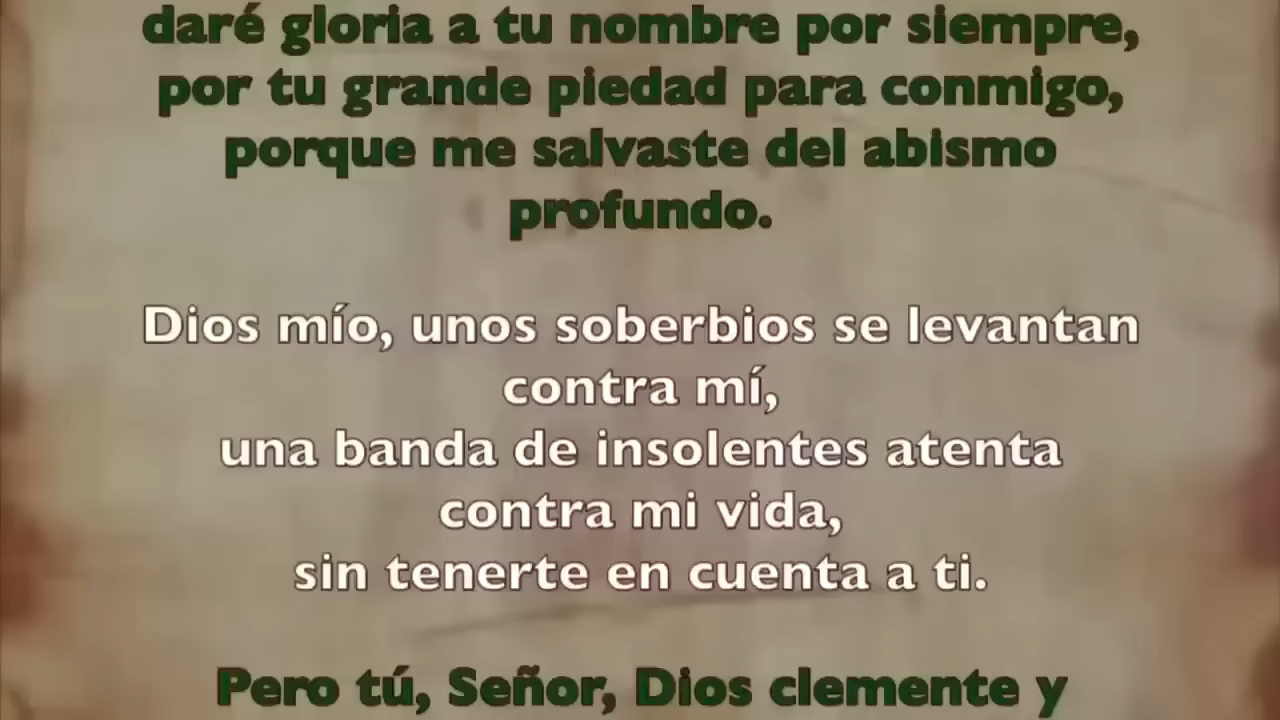 daré gloria a tu nombre por siempre,
por tu grande piedad para conmigo,
porque me salvaste del abismo
profundo.
Dios mío, unos soberbios se levantan
contra mí,
una banda de insolentes atenta
contra mi vida,
sin tenerte en cuenta a ti.
Pero tú, Señor, Dios clemente y